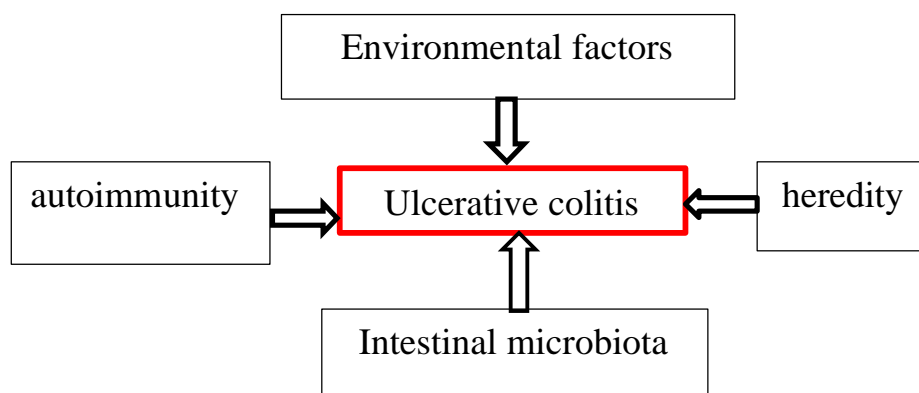 Environmental factors
autoimmunity
Ulcerative colitis
heredity
Intestinal microbiota